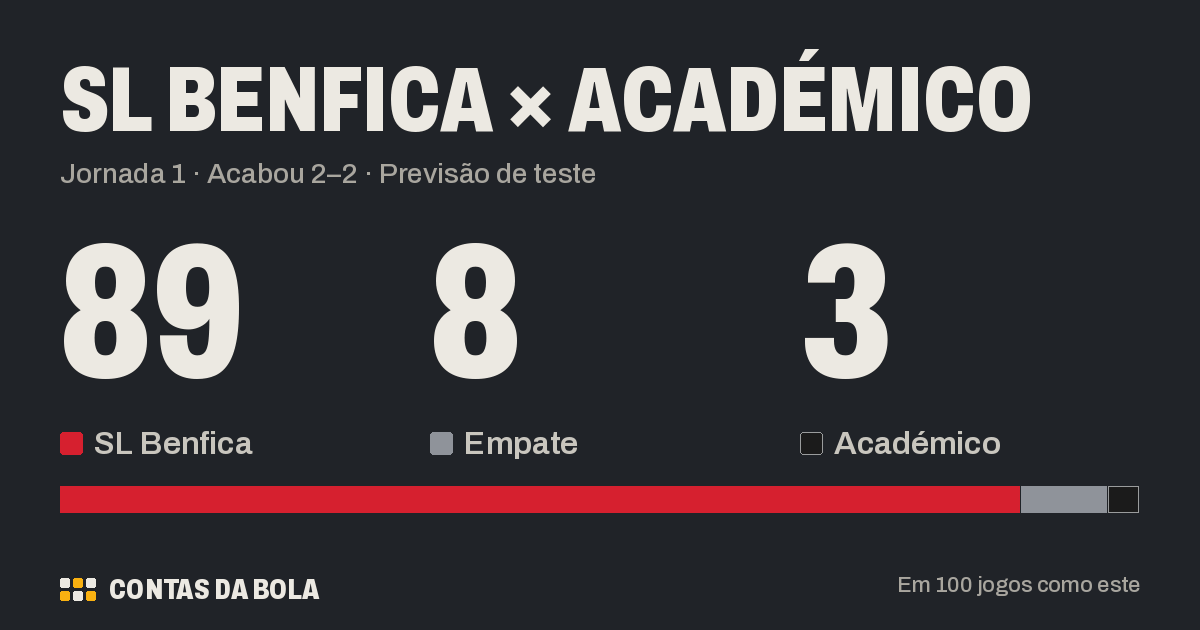 SL BENFICA × ACADÉMICO
Jornada 1 · Acabou 2–2 · Previsão de teste
89 8 3
SL Benfica Empate Académico
CONTAS DA BOLA
Em 100 jogos como este